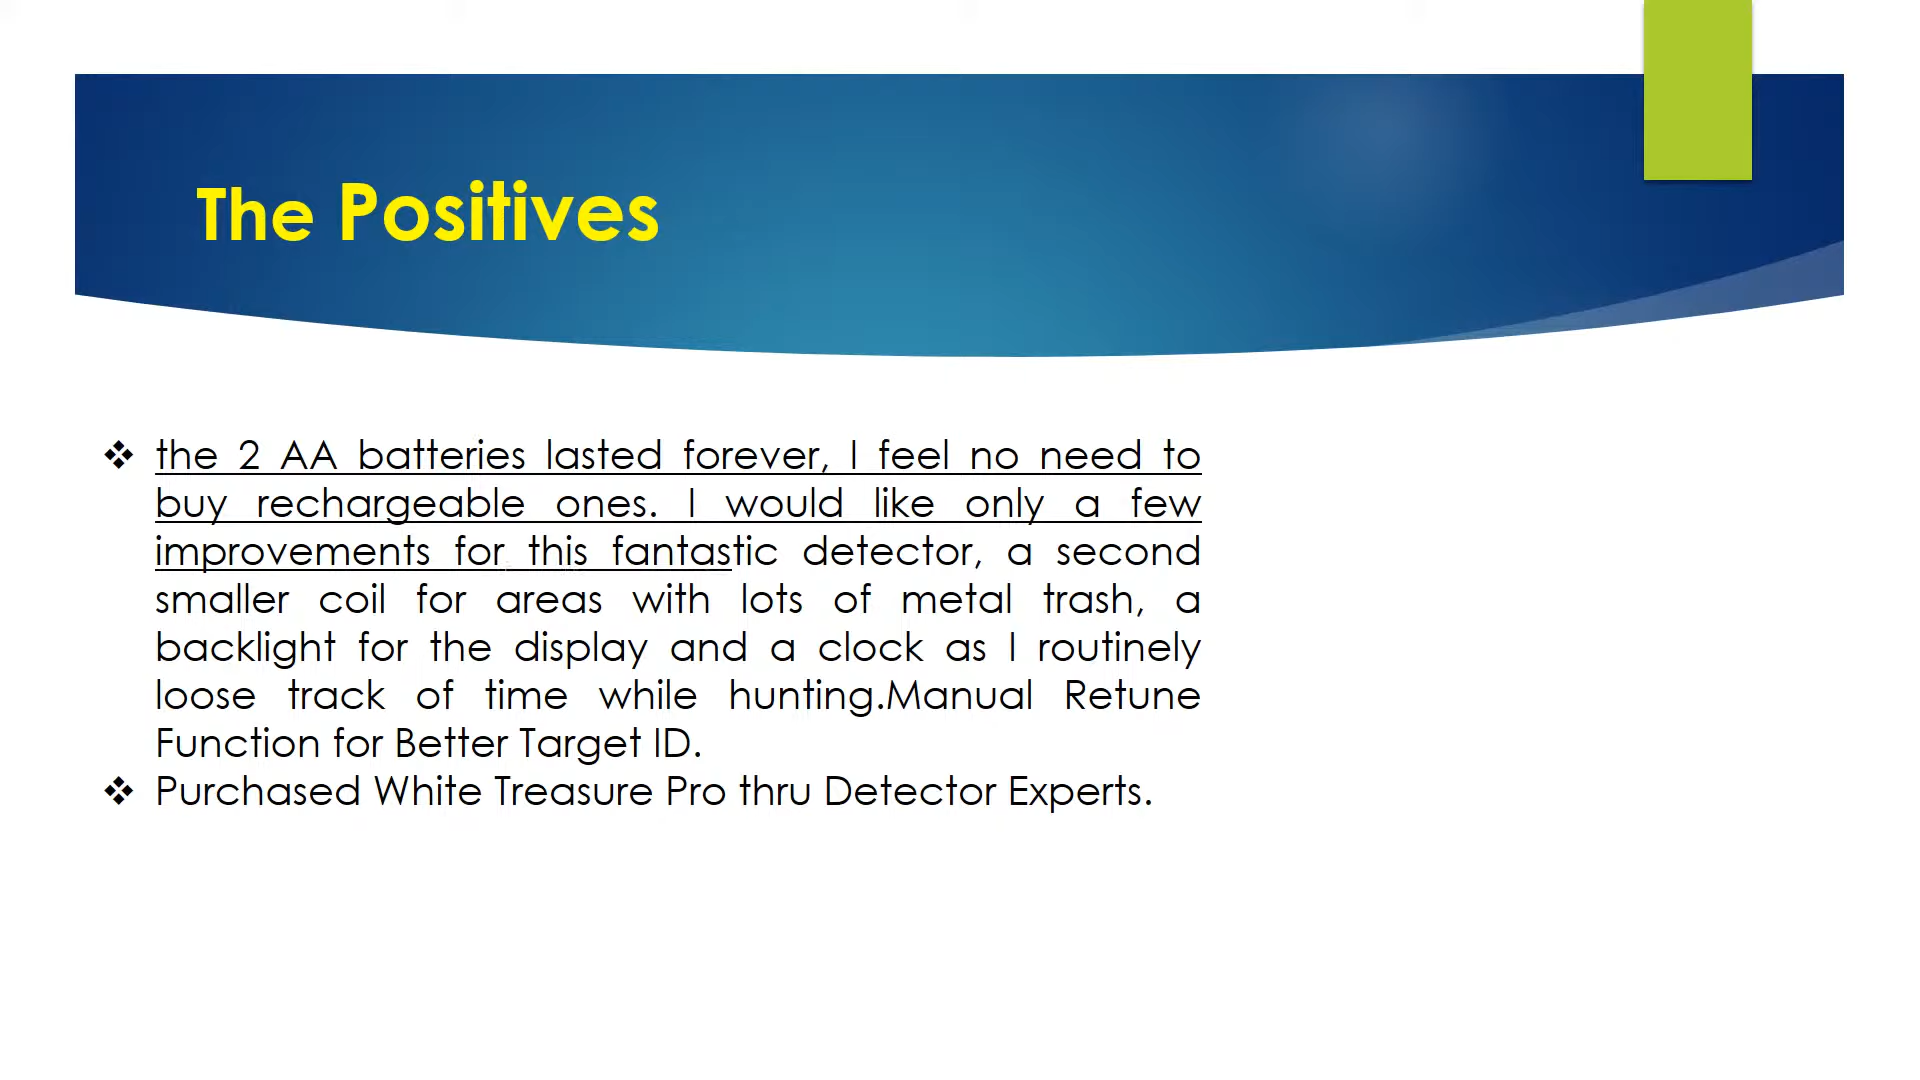 The Positives
❖ the 2 AA batteries lasted forever, I feel no need to
buy rechargeable ones. I would like only a few
improvements for this fantastic detector, a second
smaller coil for areas with lots of metal trash, a
backlight for the display and a clock as I routinely
loose track of time while hunting.Manual Retune
Function for Better Target ID.
❖ Purchased White Treasure Pro thru Detector Experts.